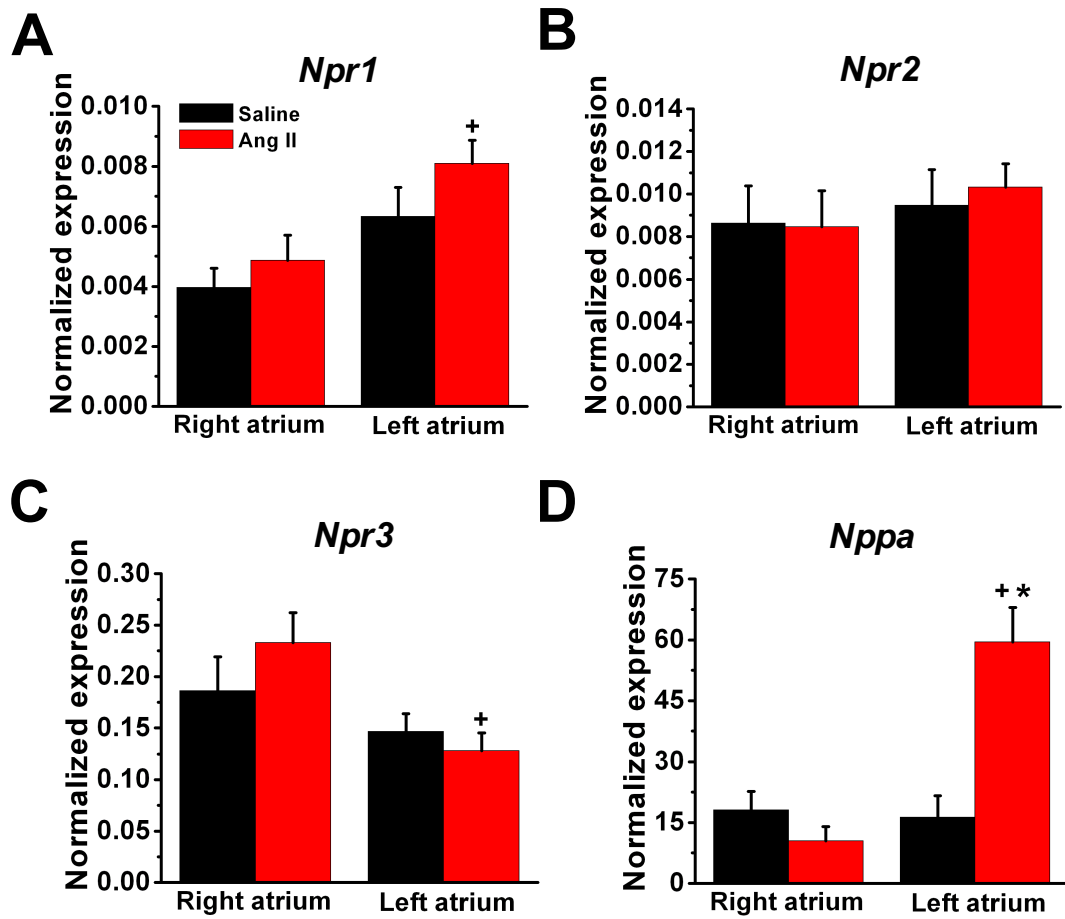 A
Npr1
Normalized expression
0.010
0.008
0.006
0.004
0.002
0.000
Saline
Ang II
+
Right atrium
Left atrium
B
Npr2
Normalized expression
0.014
0.012
0.010
0.008
0.006
0.004
0.002
0.000
Right atrium
Left atrium
C
Npr3
Normalized expression
0.30
0.25
0.20
0.15
0.10
0.05
0.00
+
Right atrium
Left atrium
D
Nppa
Normalized expression
75
60
45
30
15
0
+ *
Right atrium
Left atrium